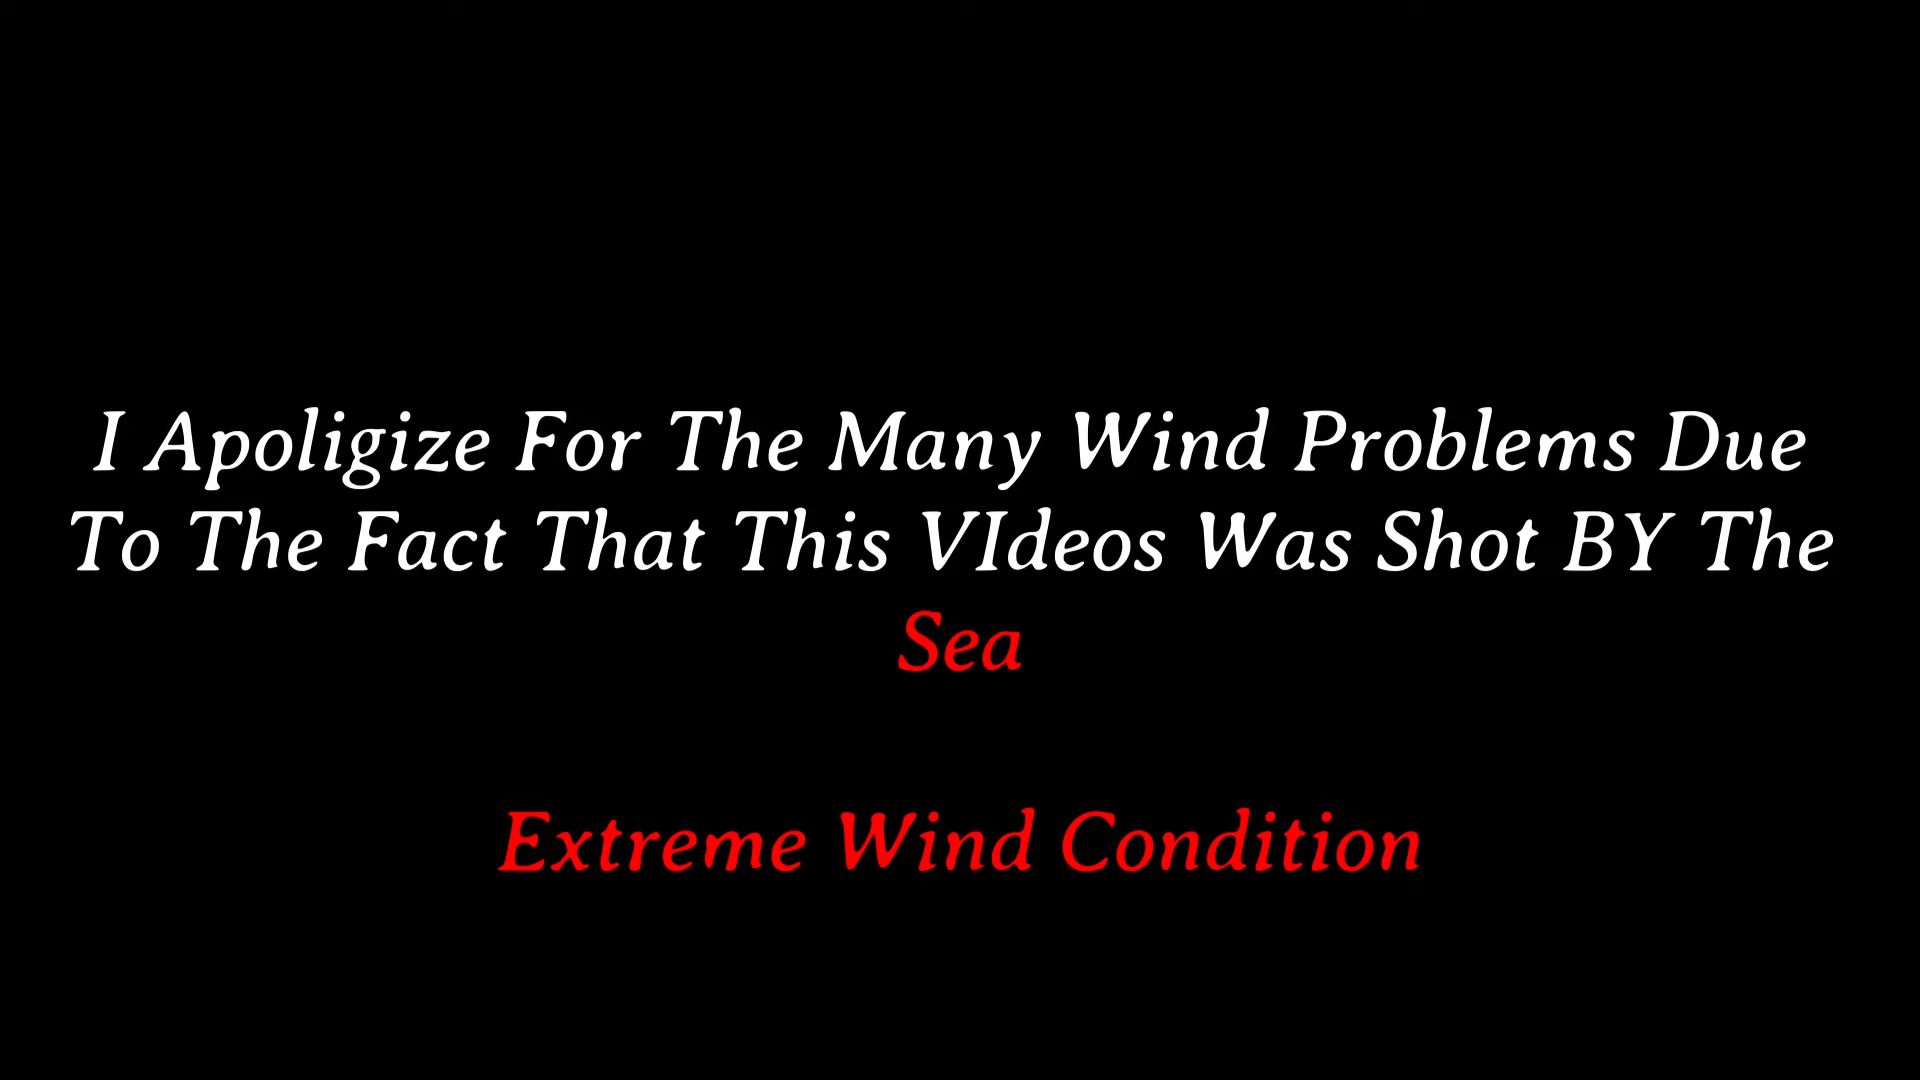 I Apoligize For The Many Wind Problems Due
To The Fact That This VIdeos Was Shot BY The
Sea
Extreme Wind Condition